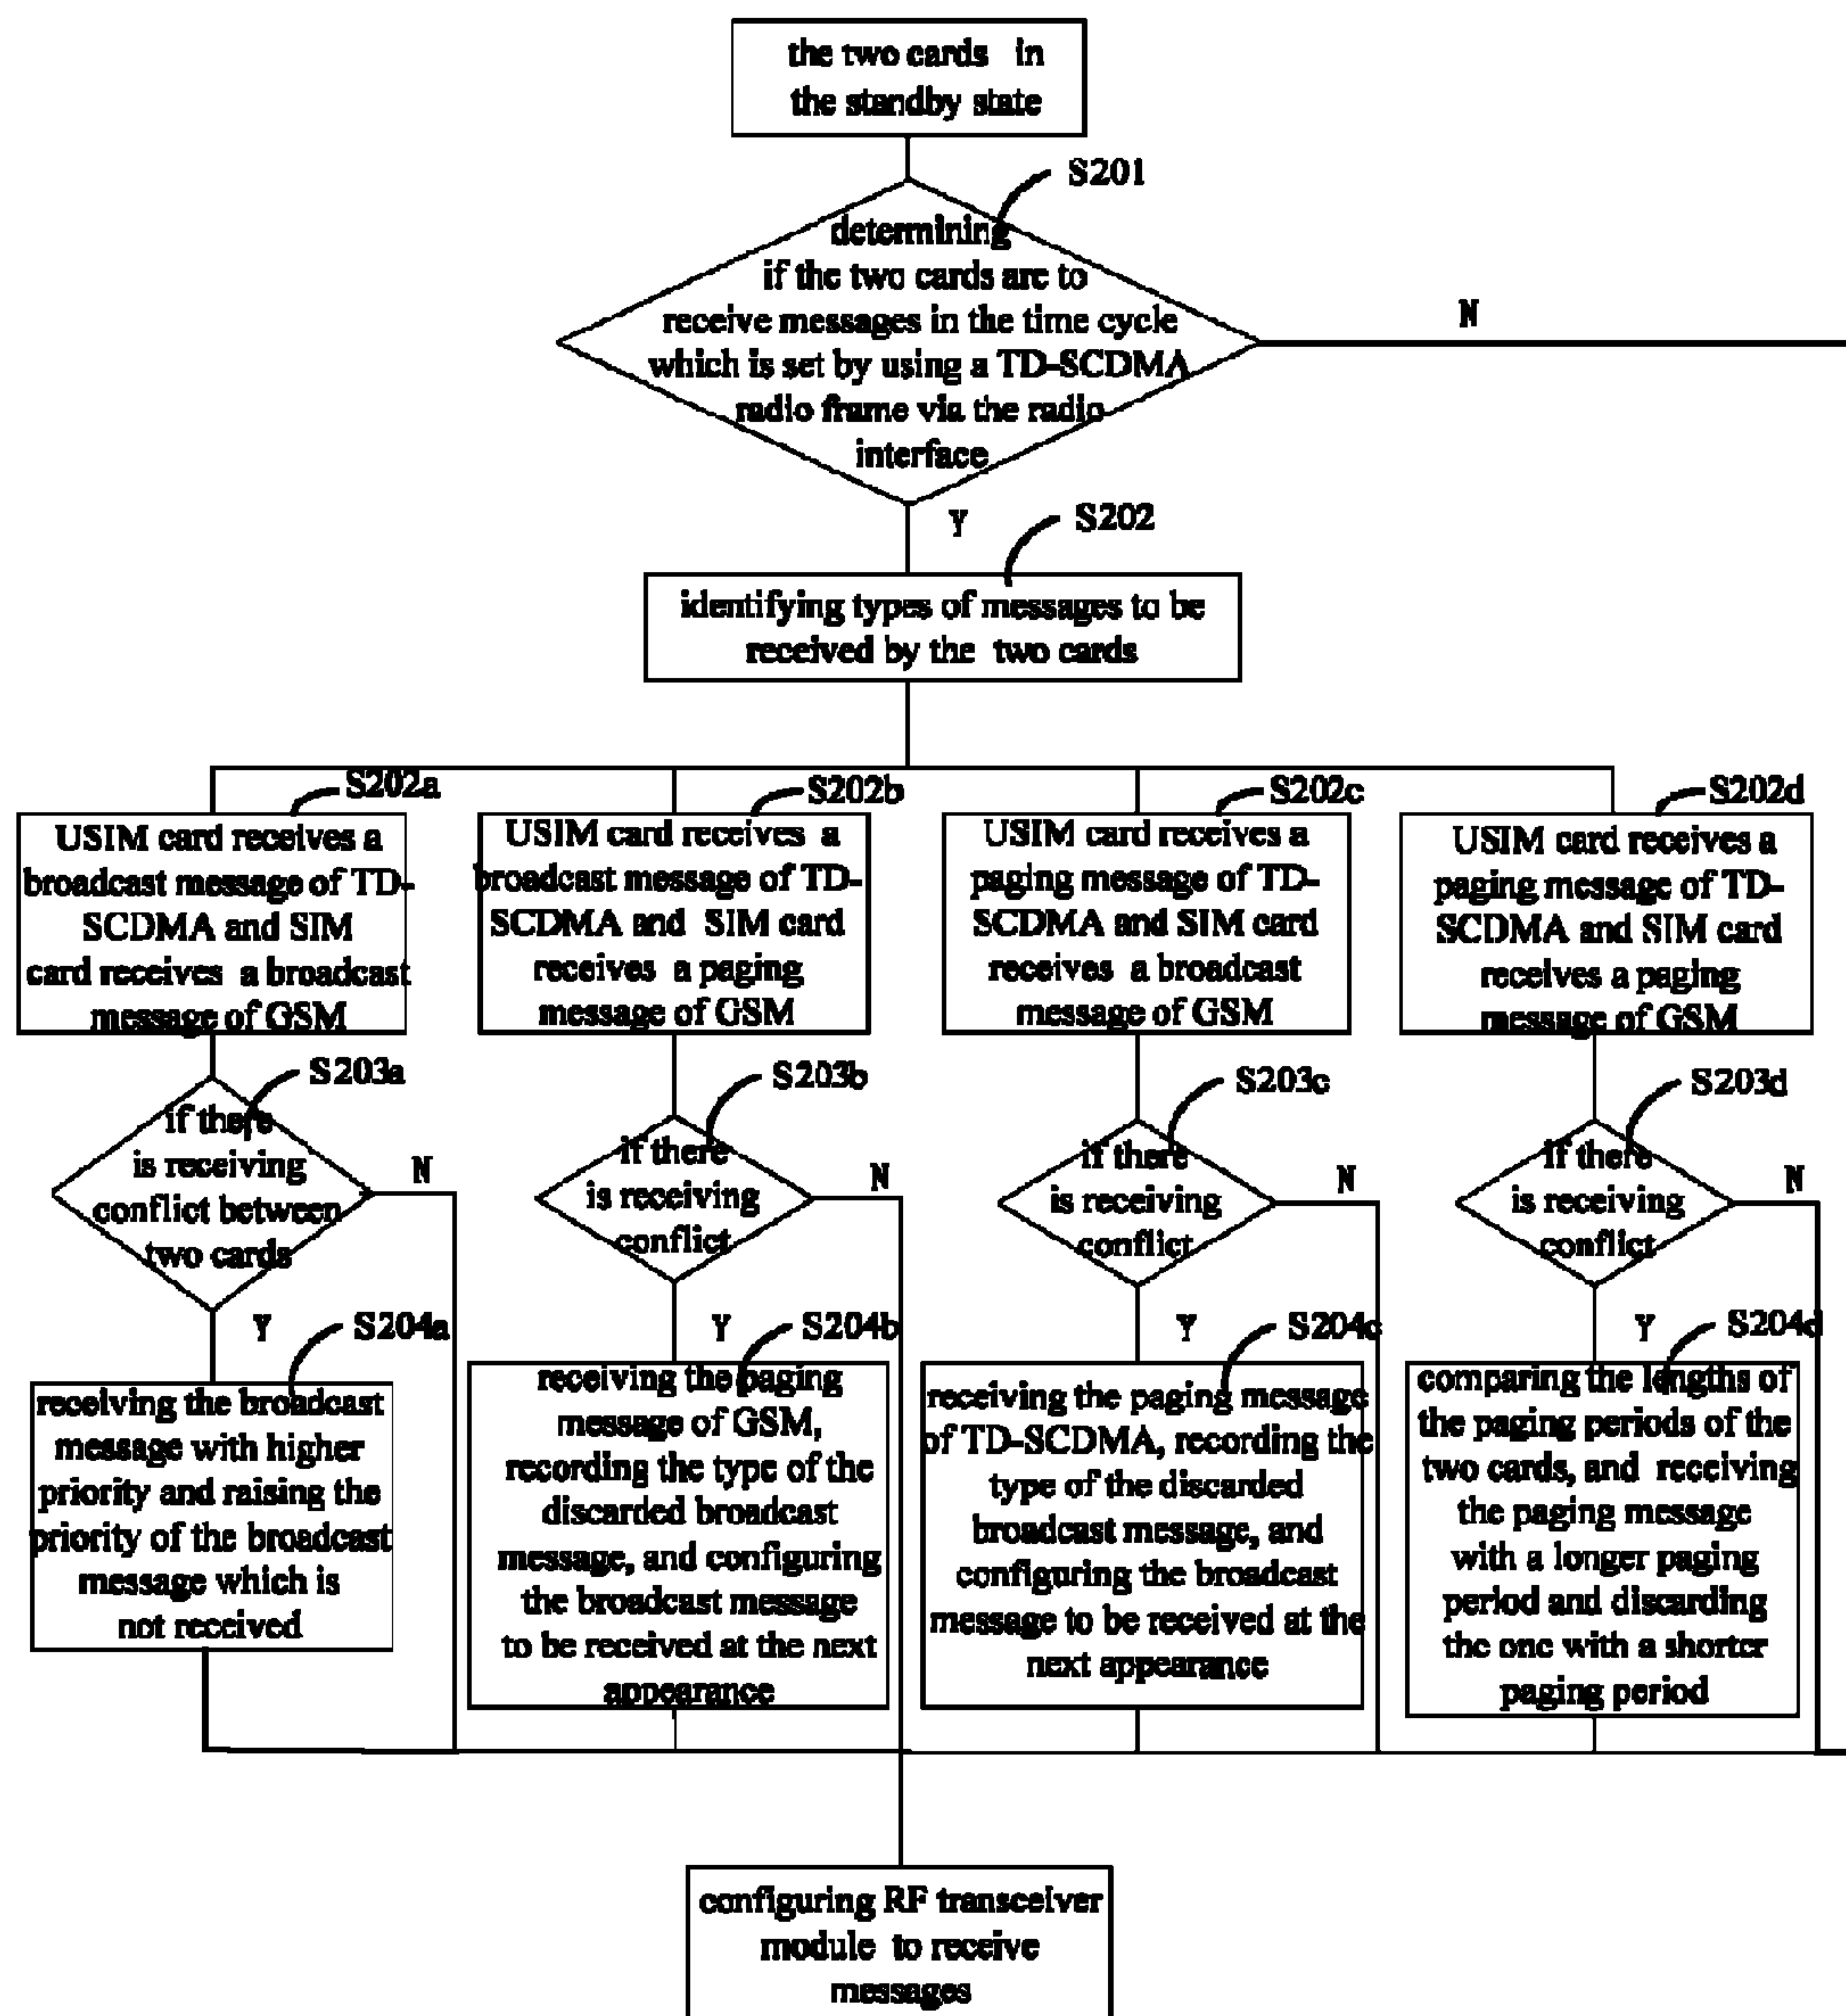 the two cards in
the standby state
S201
determining
if the two cards are to
receive messages in the time cycle
which is set by using a TD-SCDMA
radio frame via the radio
interface
N
Y
S202
identifying types of messages to be
received by the two cards
S202a
USIM card receives a
broadcast message of TD-
SCDMA and SIM
card receives a broadcast
message of GSM
S202b
USIM card receives a
broadcast message of TD-
SCDMA and SIM card
receives a paging
message of GSM
S202c
USIM card receives a
paging message of TD-
SCDMA and SIM card
receives a broadcast
message of GSM
S202d
USIM card receives a
paging message of TD-
SCDMA and SIM card
receives a paging
message of GSM
S203a
if there
is receiving
conflict between
two cards
N
Y
S203b
if there
is receiving
conflict
N
Y
S203c
if there
is receiving
conflict
N
Y
S203d
if there
is receiving
conflict
N
Y
S204a
receiving the broadcast
message with higher
priority and raising the
priority of the broadcast
message which is
not received
S204b
receiving the paging
message of GSM,
recording the type of the
discarded broadcast
message, and configuring
the broadcast message
to be received at the next
appearance
S204c
receiving the paging message
of TD-SCDMA, recording the
type of the discarded
broadcast message, and
configuring the broadcast
message to be received at the
next appearance
S204d
comparing the lengths of
the paging periods of the
two cards, and receiving
the paging message
with a longer paging
period and discarding
the one with a shorter
paging period
configuring RF transceiver
module to receive
messages